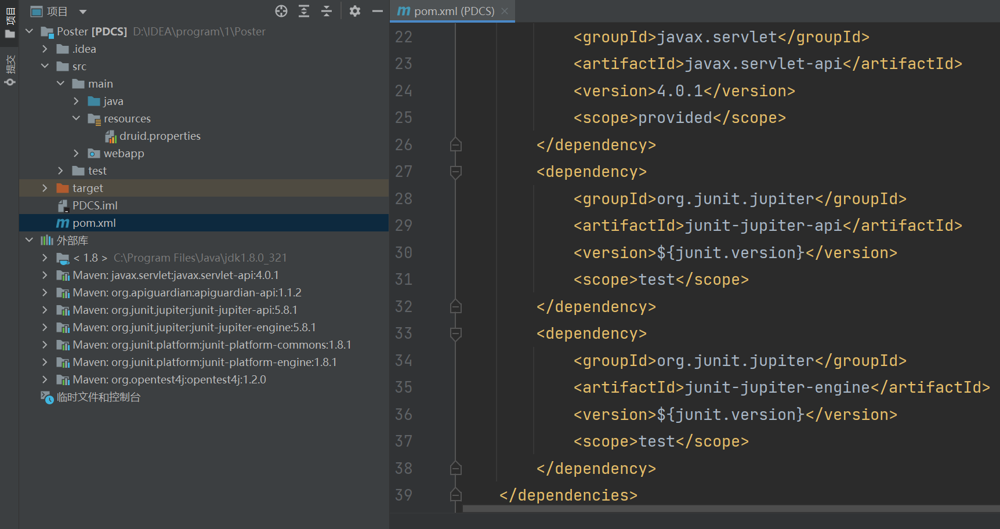 项目
提交
项目
Poster [PDCS] D:\IDEA\program\1\Poster
.idea
src
main
java
resources
druid.properties
webapp
test
target
PDCS.iml
pom.xml
外部库
< 1.8 > C:\Program Files\Java\jdk1.8.0_321
Maven: javax.servlet:javax.servlet-api:4.0.1
Maven: org.apiguardian:apiguardian-api:1.1.2
Maven: org.junit.jupiter:junit-jupiter-api:5.8.1
Maven: org.junit.jupiter:junit-jupiter-engine:5.8.1
Maven: org.junit.platform:junit-platform-commons:1.8.1
Maven: org.junit.platform:junit-platform-engine:1.8.1
Maven: org.opentest4j:opentest4j:1.2.0
临时文件和控制台
pom.xml (PDCS)
22 <groupId>javax.servlet</groupId>
23 <artifactId>javax.servlet-api</artifactId>
24 <version>4.0.1</version>
25 <scope>provided</scope>
26 </dependency>
27 <dependency>
28 <groupId>org.junit.jupiter</groupId>
29 <artifactId>junit-jupiter-api</artifactId>
30 <version>${junit.version}</version>
31 <scope>test</scope>
32 </dependency>
33 <dependency>
34 <groupId>org.junit.jupiter</groupId>
35 <artifactId>junit-jupiter-engine</artifactId>
36 <version>${junit.version}</version>
37 <scope>test</scope>
38 </dependency>
39 </dependencies>